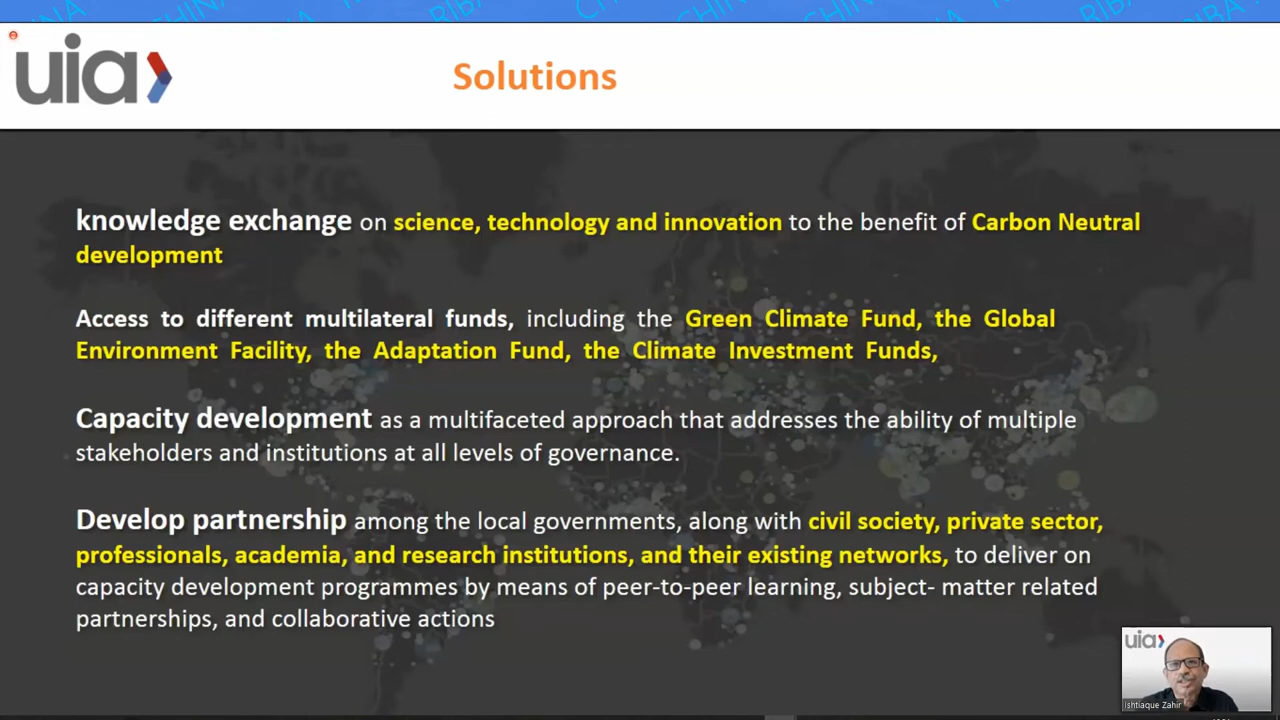 CHINA
RIBA
CHINA
RIBA
uia
Solutions
knowledge exchange on science, technology and innovation to the benefit of Carbon Neutral
development
Access to different multilateral funds, including the Green Climate Fund, the Global
Environment Facility, the Adaptation Fund, the Climate Investment Funds,
Capacity development as a multifaceted approach that addresses the ability of multiple
stakeholders and institutions at all levels of governance.
Develop partnership among the local governments, along with civil society, private sector,
professionals, academia, and research institutions, and their existing networks, to deliver on
capacity development programmes by means of peer-to-peer learning, subject- matter related
partnerships, and collaborative actions
uia
Ishtiaque Zahir